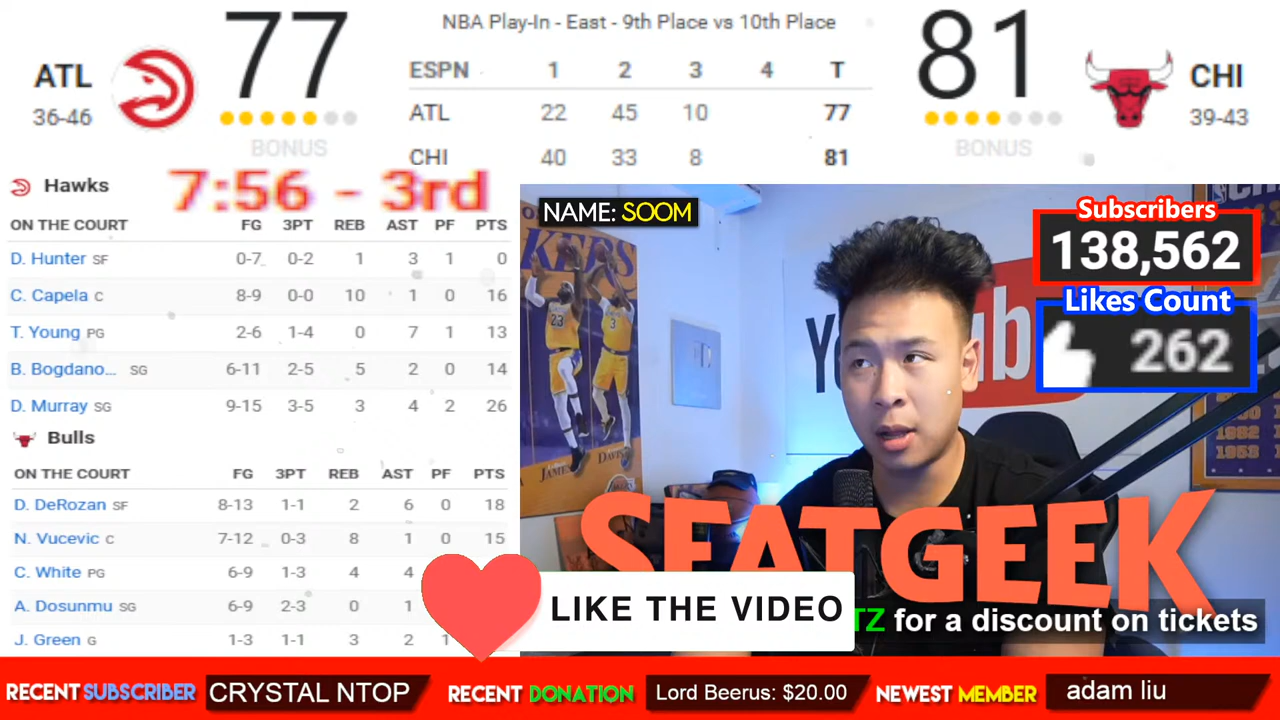 NBA Play-In - East - 9th Place vs 10th Place
ATL
36-46
77
BONUS
ESPN 1 2 3 4 T
ATL 22 45 10 77
CHI 40 33 8 81
81
BONUS
CHI
39-43
Hawks
7:56 - 3rd
ON THE COURT FG 3PT REB AST PF PTS
D. Hunter SF 0-7 0-2 1 3 1 0
C. Capela C 8-9 0-0 10 1 0 16
T. Young PG 2-6 1-4 0 7 1 13
B. Bogdano... SG 6-11 2-5 5 2 0 14
D. Murray SG 9-15 3-5 3 4 2 26
Bulls
ON THE COURT FG 3PT REB AST PF PTS
D. DeRozan SF 8-13 1-1 2 6 0 18
N. Vucevic C 7-12 0-3 8 1 0 15
C. White PG 6-9 1-3 4 4
A. Dosunmu SG 6-9 2-3 0 1
J. Green G 1-3 1-1 3 2 1
NAME: SOOM
Subscribers
138,562
Likes Count
262
KERS
23
3
JAMES
DAVIS
SEATGEEK
LIKE THE VIDEO
TZ for a discount on tickets
RECENT SUBSCRIBER CRYSTAL NTOP
RECENT DONATION Lord Beerus: $20.00
NEWEST MEMBER adam liu